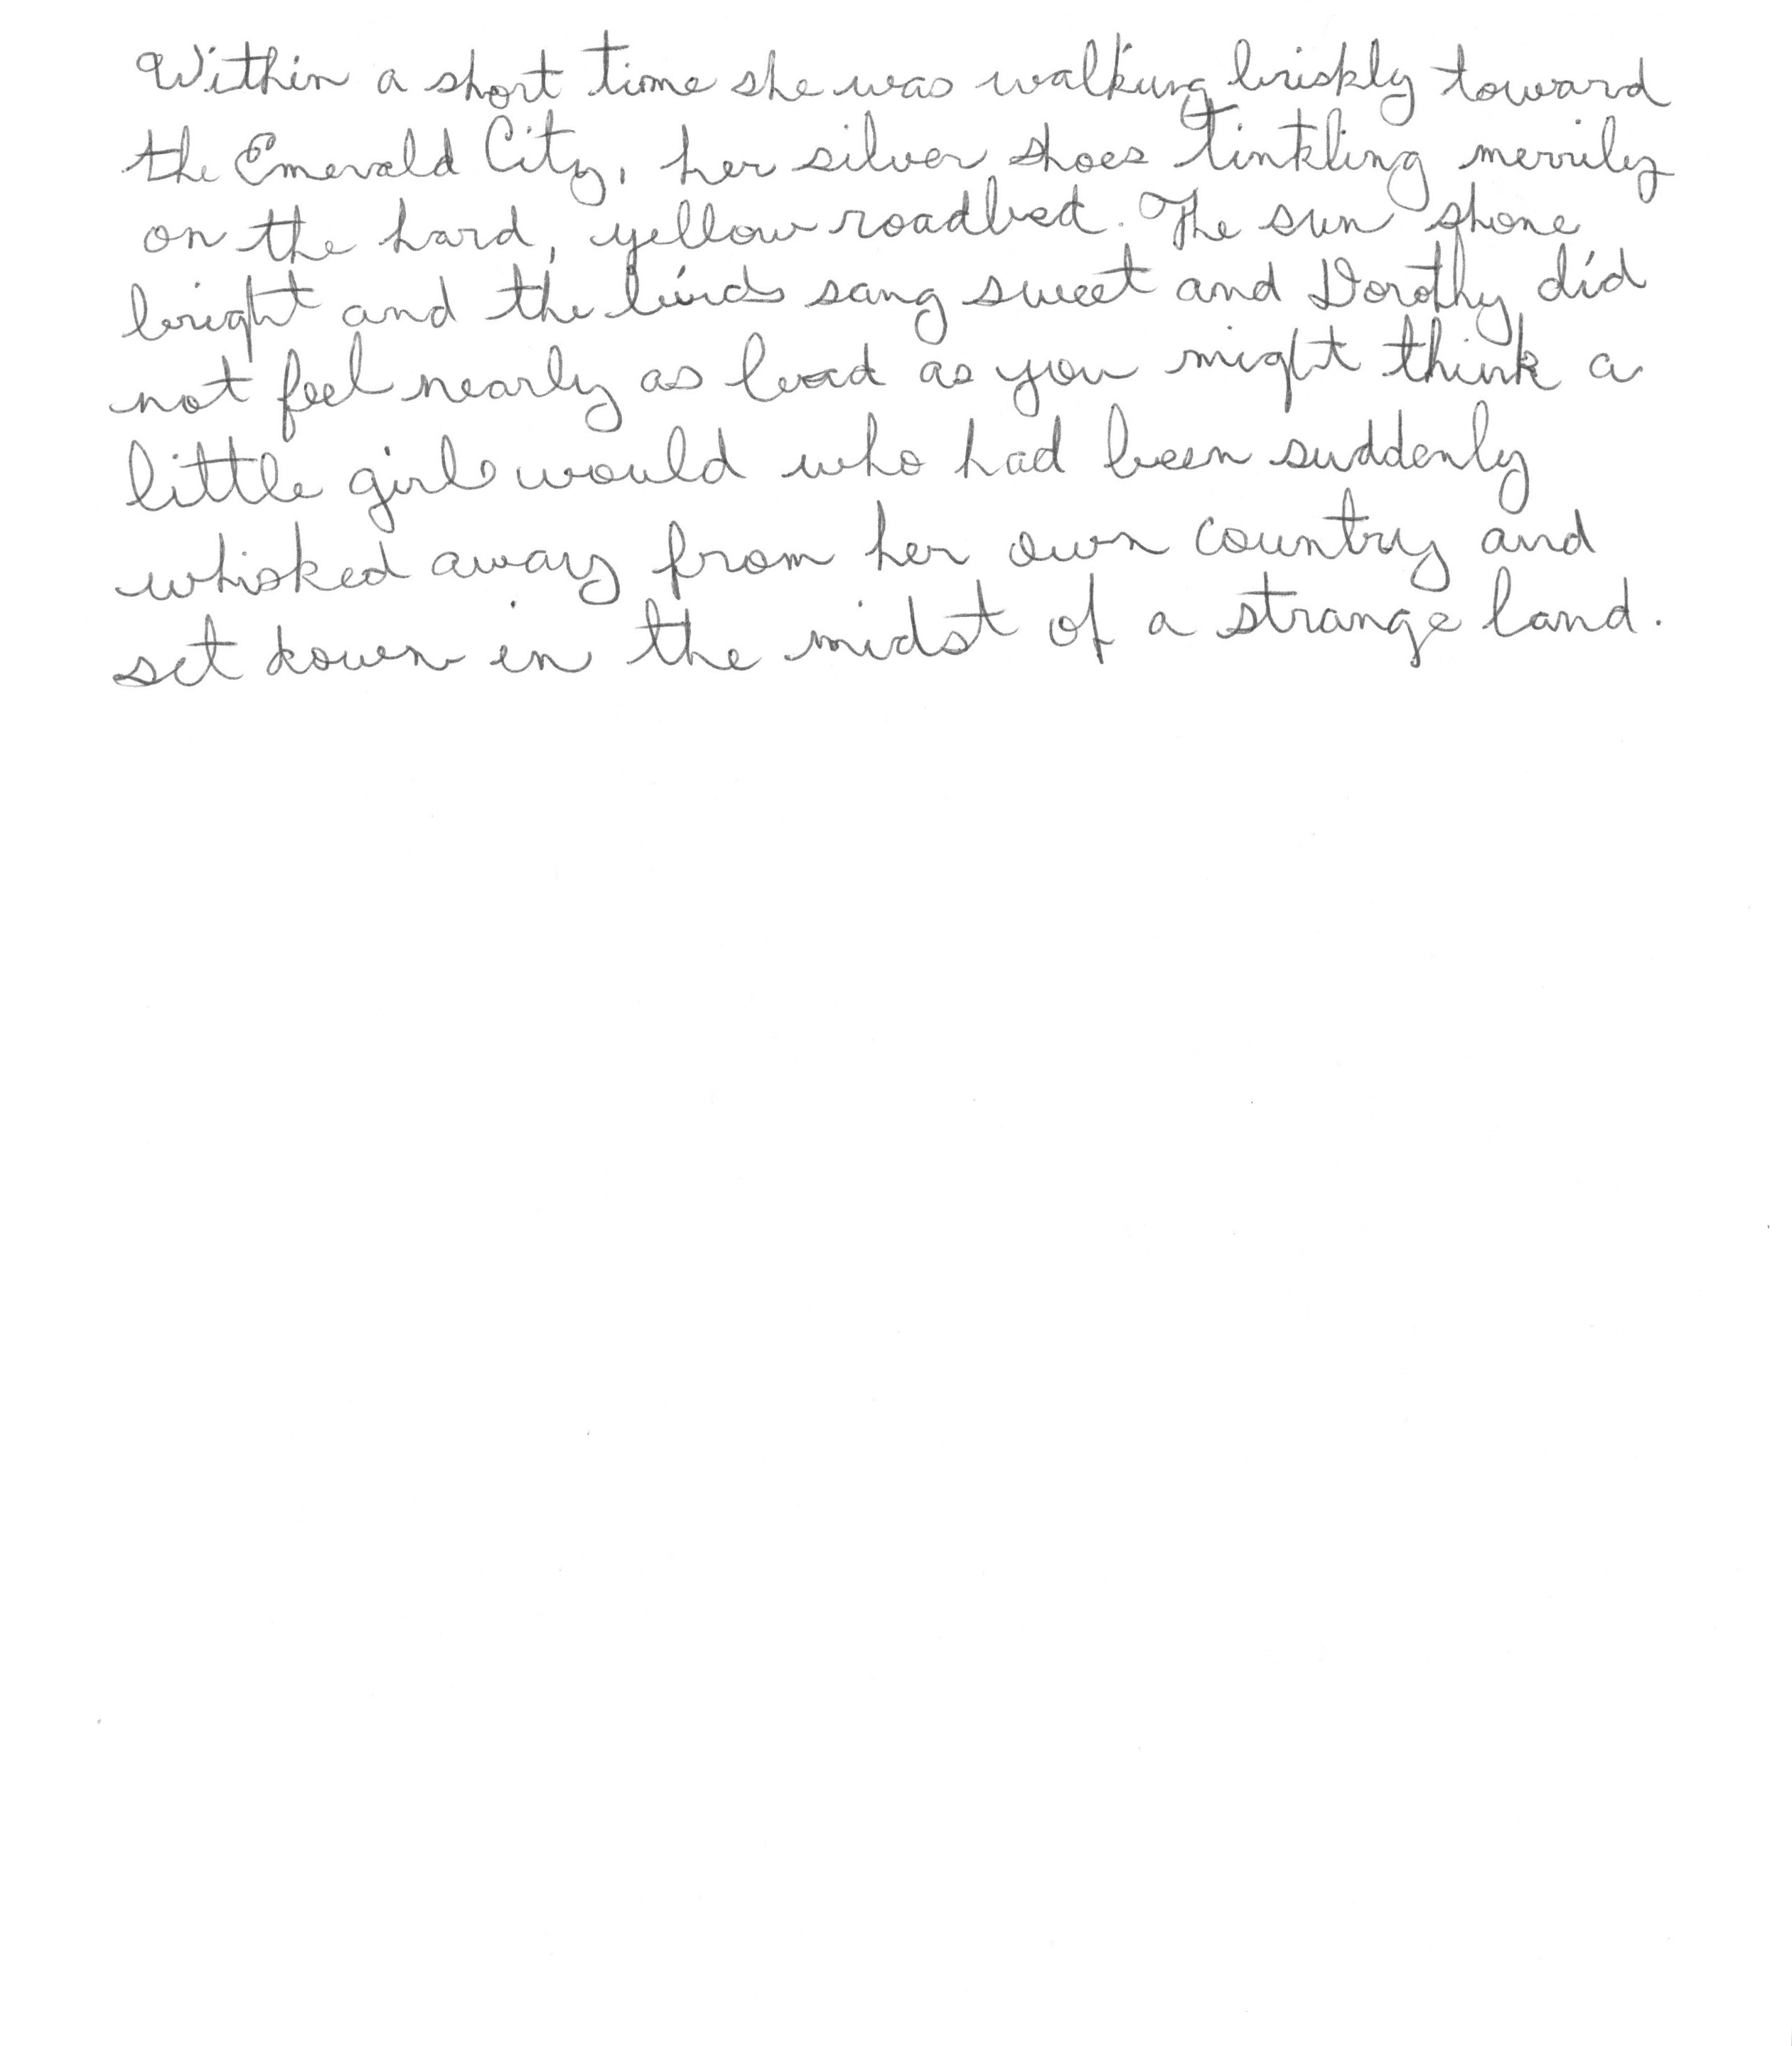 Within a short time she was walking briskly toward
the Emerald City, her silver shoes tinkling merrily
on the hard, yellow roadbed. The sun shone
bright and the birds sang sweet and Dorothy did
not feel nearly as bad as you might think a
little girl would who had been suddenly
whisked away from her own country and
set down in the midst of a strange land.